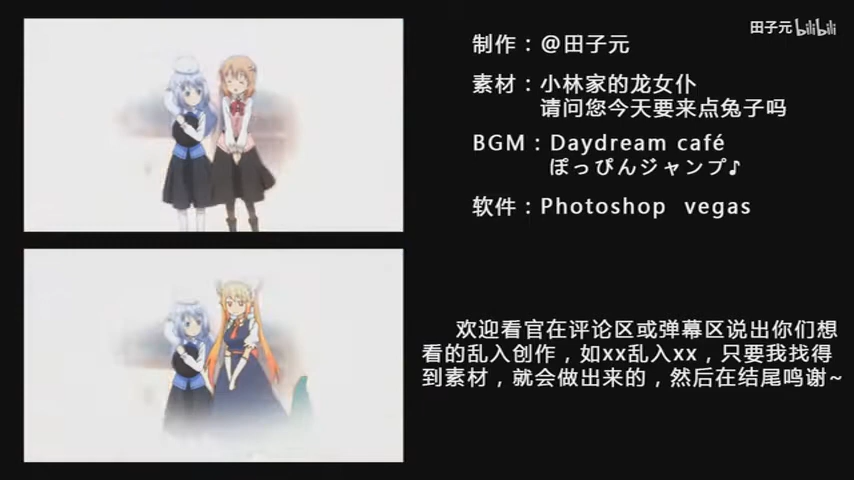 田子元 bilibili
制作：@田子元
素材：小林家的龙女仆
请问您今天要来点兔子吗
BGM：Daydream café
ぽっぴんジャンプ♪
软件：Photoshop vegas
欢迎看官在评论区或弹幕区说出你们想
看的乱入创作，如xx乱入xx，只要我找得
到素材，就会做出来的，然后在结尾鸣谢~